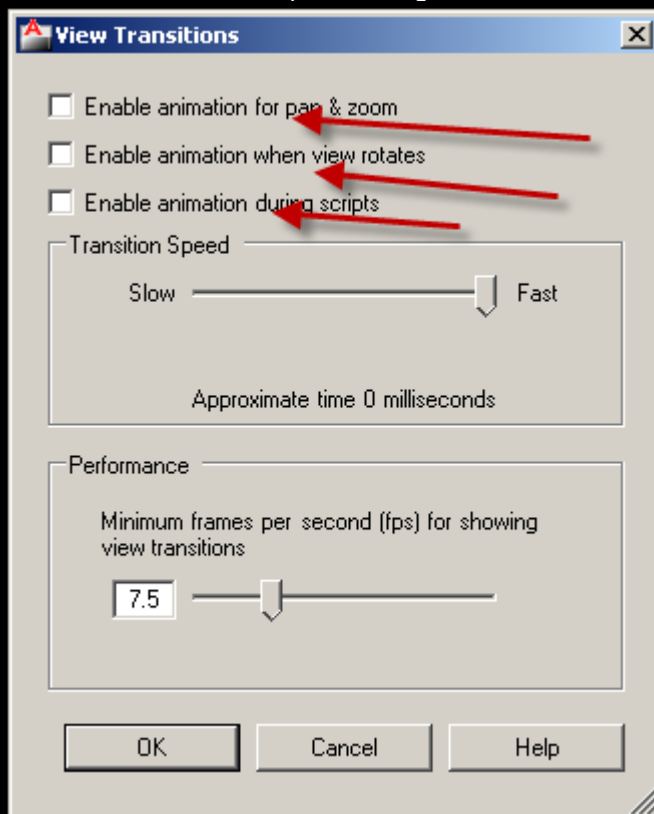 View Transitions
Enable animation for pan & zoom
Enable animation when view rotates
Enable animation during scripts
Transition Speed
Slow Fast
Approximate time 0 milliseconds
Performance
Minimum frames per second (fps) for showing
view transitions
7.5
OK Cancel Help